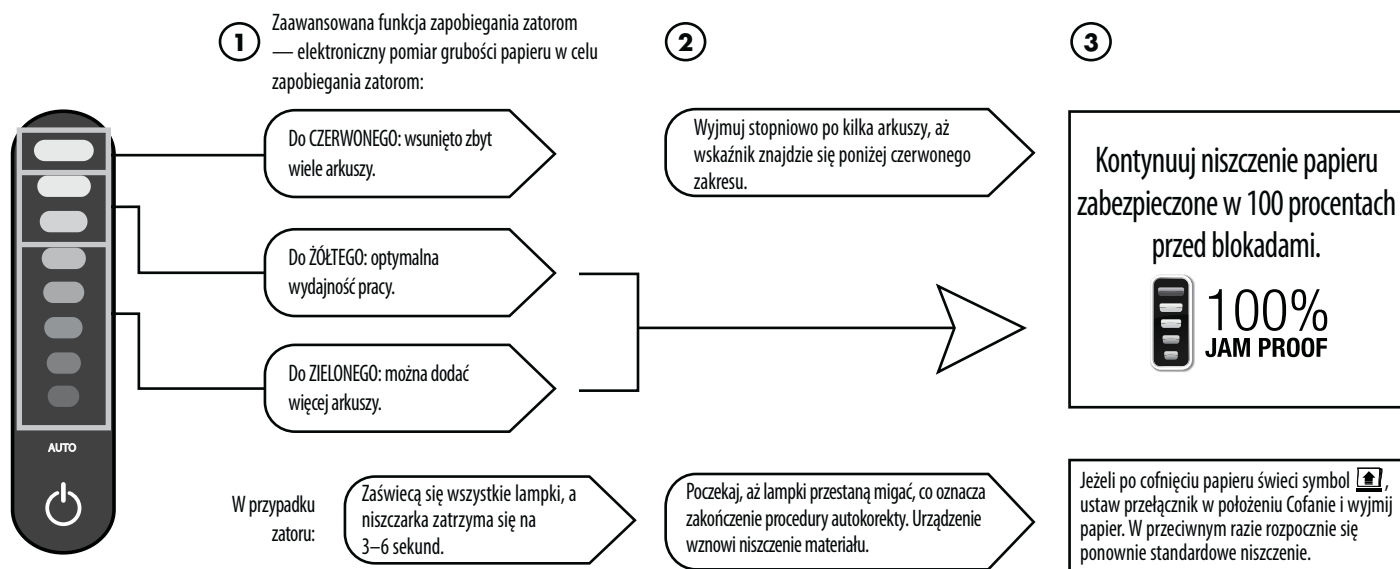 1
Zaawansowana funkcja zapobiegania zatorom
— elektroniczny pomiar grubości papieru w celu
zapobiegania zatorom:
Do CZERWONEGO: wsunięto zbyt
wiele arkuszy.
Do ŻÓŁTEGO: optymalna
wydajność pracy.
Do ZIELONEGO: można dodać
więcej arkuszy.
AUTO
2
Wyjmuj stopniowo po kilka arkuszy, aż
wskaźnik znajdzie się poniżej czerwonego
zakresu.
3
Kontynuuj niszczenie papieru
zabezpieczone w 100 procentach
przed blokadami.
100%
JAM PROOF
W przypadku
zatoru:
Zaświecą się wszystkie lampki, a
niszczarka zatrzyma się na
3–6 sekund.
Poczekaj, aż lampki przestaną migać, co oznacza
zakończenie procedury autokorekty. Urządzenie
wznowi niszczenie materiału.
Jeżeli po cofnięciu papieru świeci symbol ,
ustaw przełącznik w położeniu Cofanie i wyjmij
papier. W przeciwnym razie rozpocznie się
ponownie standardowe niszczenie.